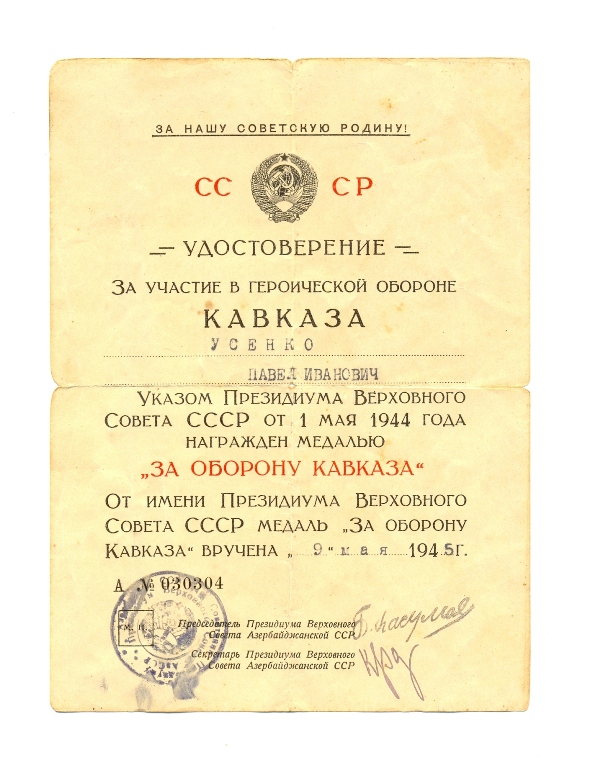 ЗА НАШУ СОВЕТСКУЮ РОДИНУ!
СС СР
УДОСТОВЕРЕНИЕ
ЗА УЧАСТИЕ В ГЕРОИЧЕСКОЙ ОБОРОНЕ
КАВКАЗА
УСЕНКО
ПАВЕЛ ИВАНОВИЧ
УКАЗОМ ПРЕЗИДИУМА ВЕРХОВНОГО
СОВЕТА СССР ОТ 1 МАЯ 1944 ГОДА
НАГРАЖДЕН МЕДАЛЬЮ
„ЗА ОБОРОНУ КАВКАЗА“
ОТ ИМЕНИ ПРЕЗИДИУМА ВЕРХОВНОГО
СОВЕТА СССР МЕДАЛЬ „ЗА ОБОРОНУ
КАВКАЗА“ ВРУЧЕНА „ 9 “ мая 1945г.
А № 030304
М. П.
Председатель Президиума Верховного
Совета Азербайджанской ССР
Секретарь Президиума Верховного
Совета Азербайджанской ССР